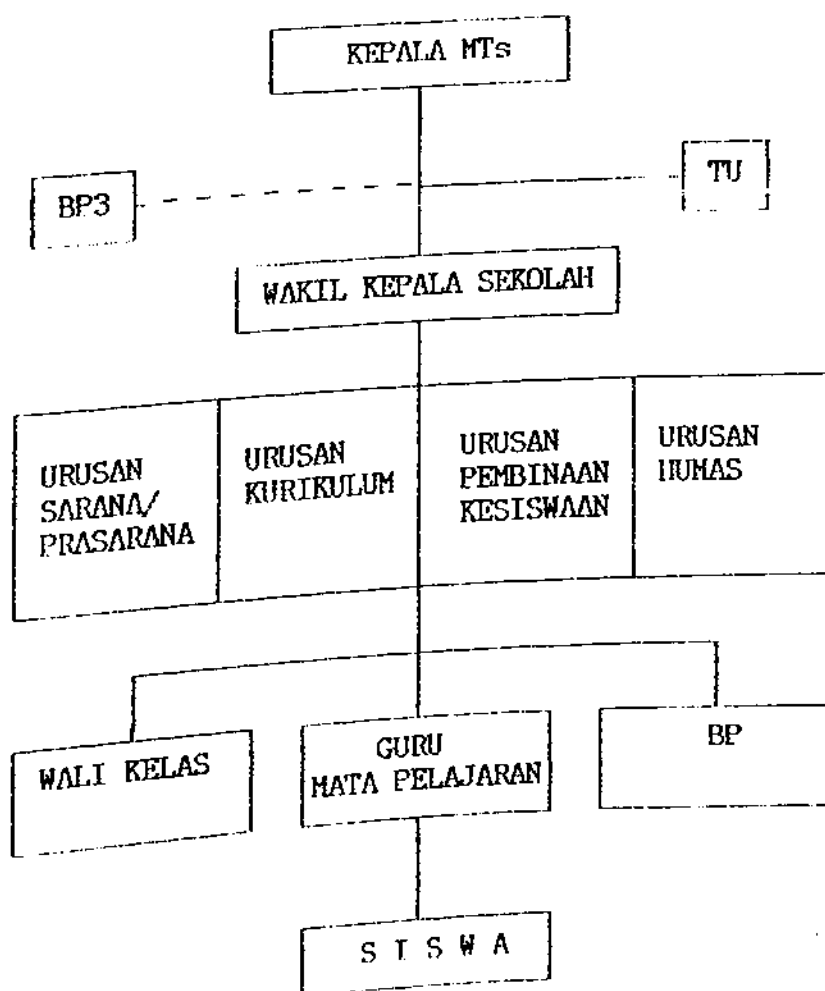 KEPALA MTs
BP3
TU
WAKIL KEPALA SEKOLAH
URUSAN
SARANA/
PRASARANA
URUSAN
KURIKULUM
URUSAN
PEMBINAAN
KESISWAAN
URUSAN
HUMAS
WALI KELAS
GURU
MATA PELAJARAN
BP
S I S W A